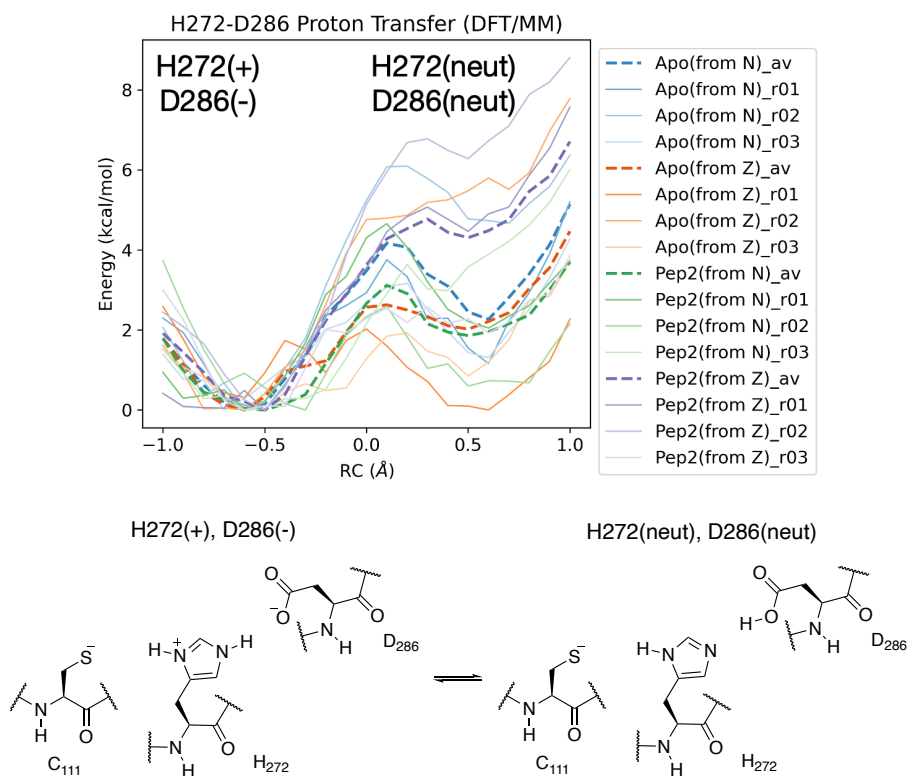 H272-D286 Proton Transfer (DFT/MM)
H272(+)
D286(-)
H272(neut)
D286(neut)
Energy (kcal/mol)
8
6
4
2
0
−1.0
−0.5
0.0
0.5
1.0
RC (Å)
Apo(from N)_av
Apo(from N)_r01
Apo(from N)_r02
Apo(from N)_r03
Apo(from Z)_av
Apo(from Z)_r01
Apo(from Z)_r02
Apo(from Z)_r03
Pep2(from N)_av
Pep2(from N)_r01
Pep2(from N)_r02
Pep2(from N)_r03
Pep2(from Z)_av
Pep2(from Z)_r01
Pep2(from Z)_r02
Pep2(from Z)_r03
H272(+), D286(-)
O
O−
O
N
H
D286
H
N+
N
H
S−
N
H
O
C111
N
H
O
H272
H272(neut), D286(neut)
O
H
O
O
N
H
D286
H
N
N
S−
N
H
O
C111
N
H
O
H272